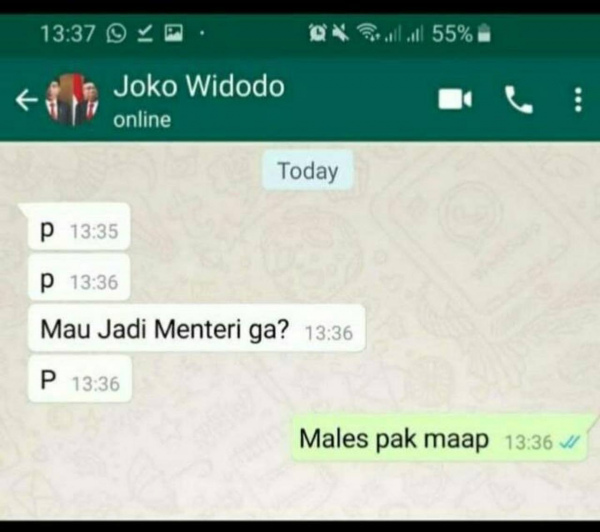 13:37 55%
Joko Widodo
online
Today
p 13:35
p 13:36
Mau Jadi Menteri ga? 13:36
P 13:36
Males pak maap 13:36